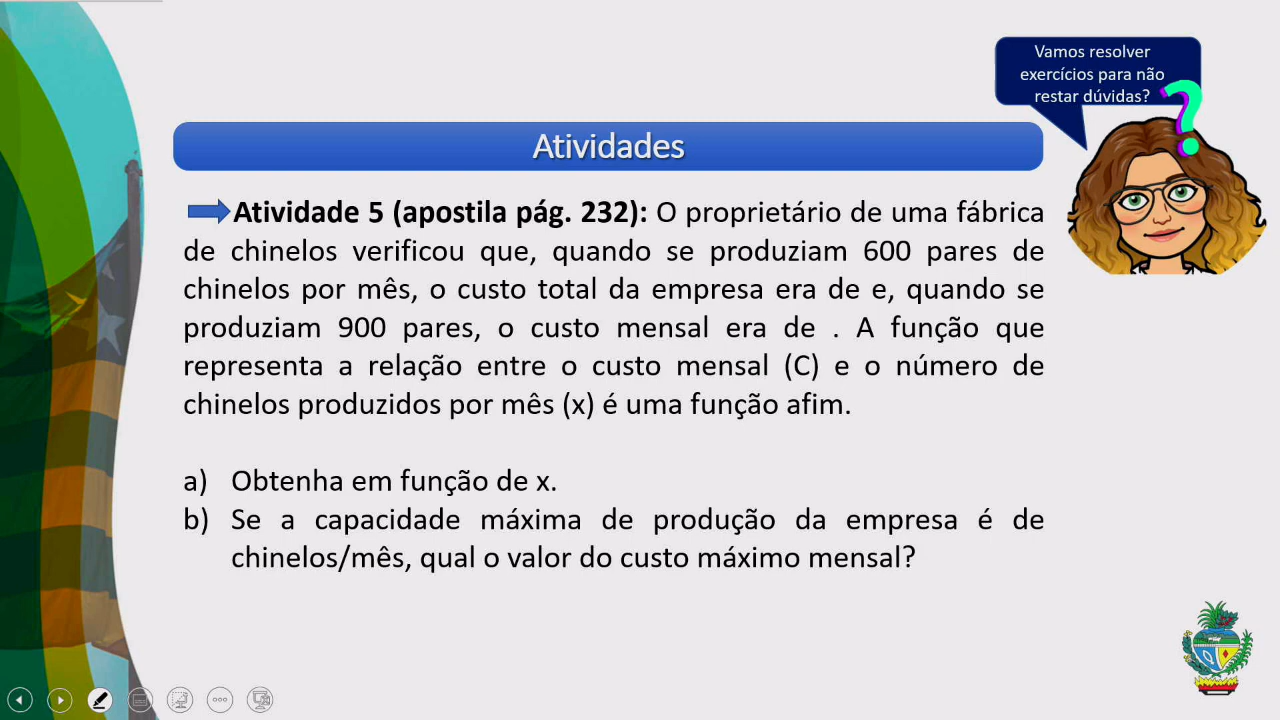 Vamos resolver
exercícios para não
restar dúvidas?
Atividades
Atividade 5 (apostila pág. 232): O proprietário de uma fábrica
de chinelos verificou que, quando se produziam 600 pares de
chinelos por mês, o custo total da empresa era de e, quando se
produziam 900 pares, o custo mensal era de . A função que
representa a relação entre o custo mensal (C) e o número de
chinelos produzidos por mês (x) é uma função afim.
a) Obtenha em função de x.
b) Se a capacidade máxima de produção da empresa é de
chinelos/mês, qual o valor do custo máximo mensal?